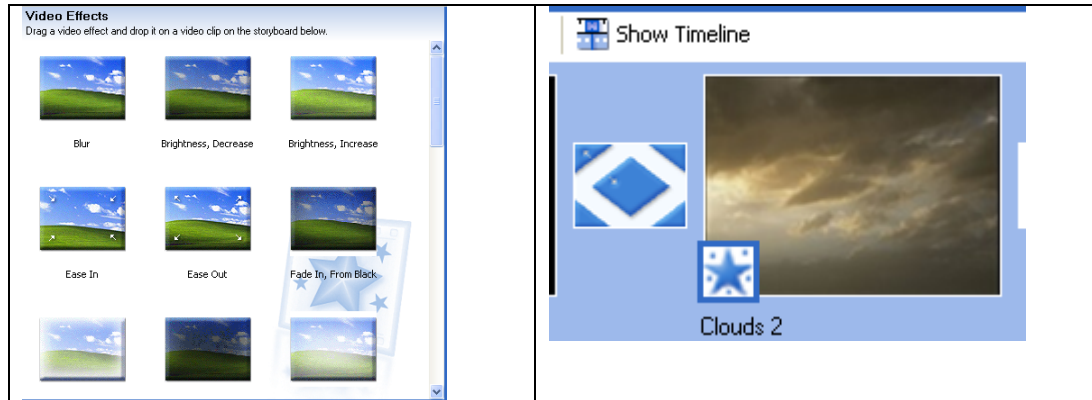 Video Effects
Drag a video effect and drop it on a video clip on the storyboard below.
Blur Brightness, Decrease Brightness, Increase
Ease In Ease Out Fade In, From Black
Show Timeline
Clouds 2